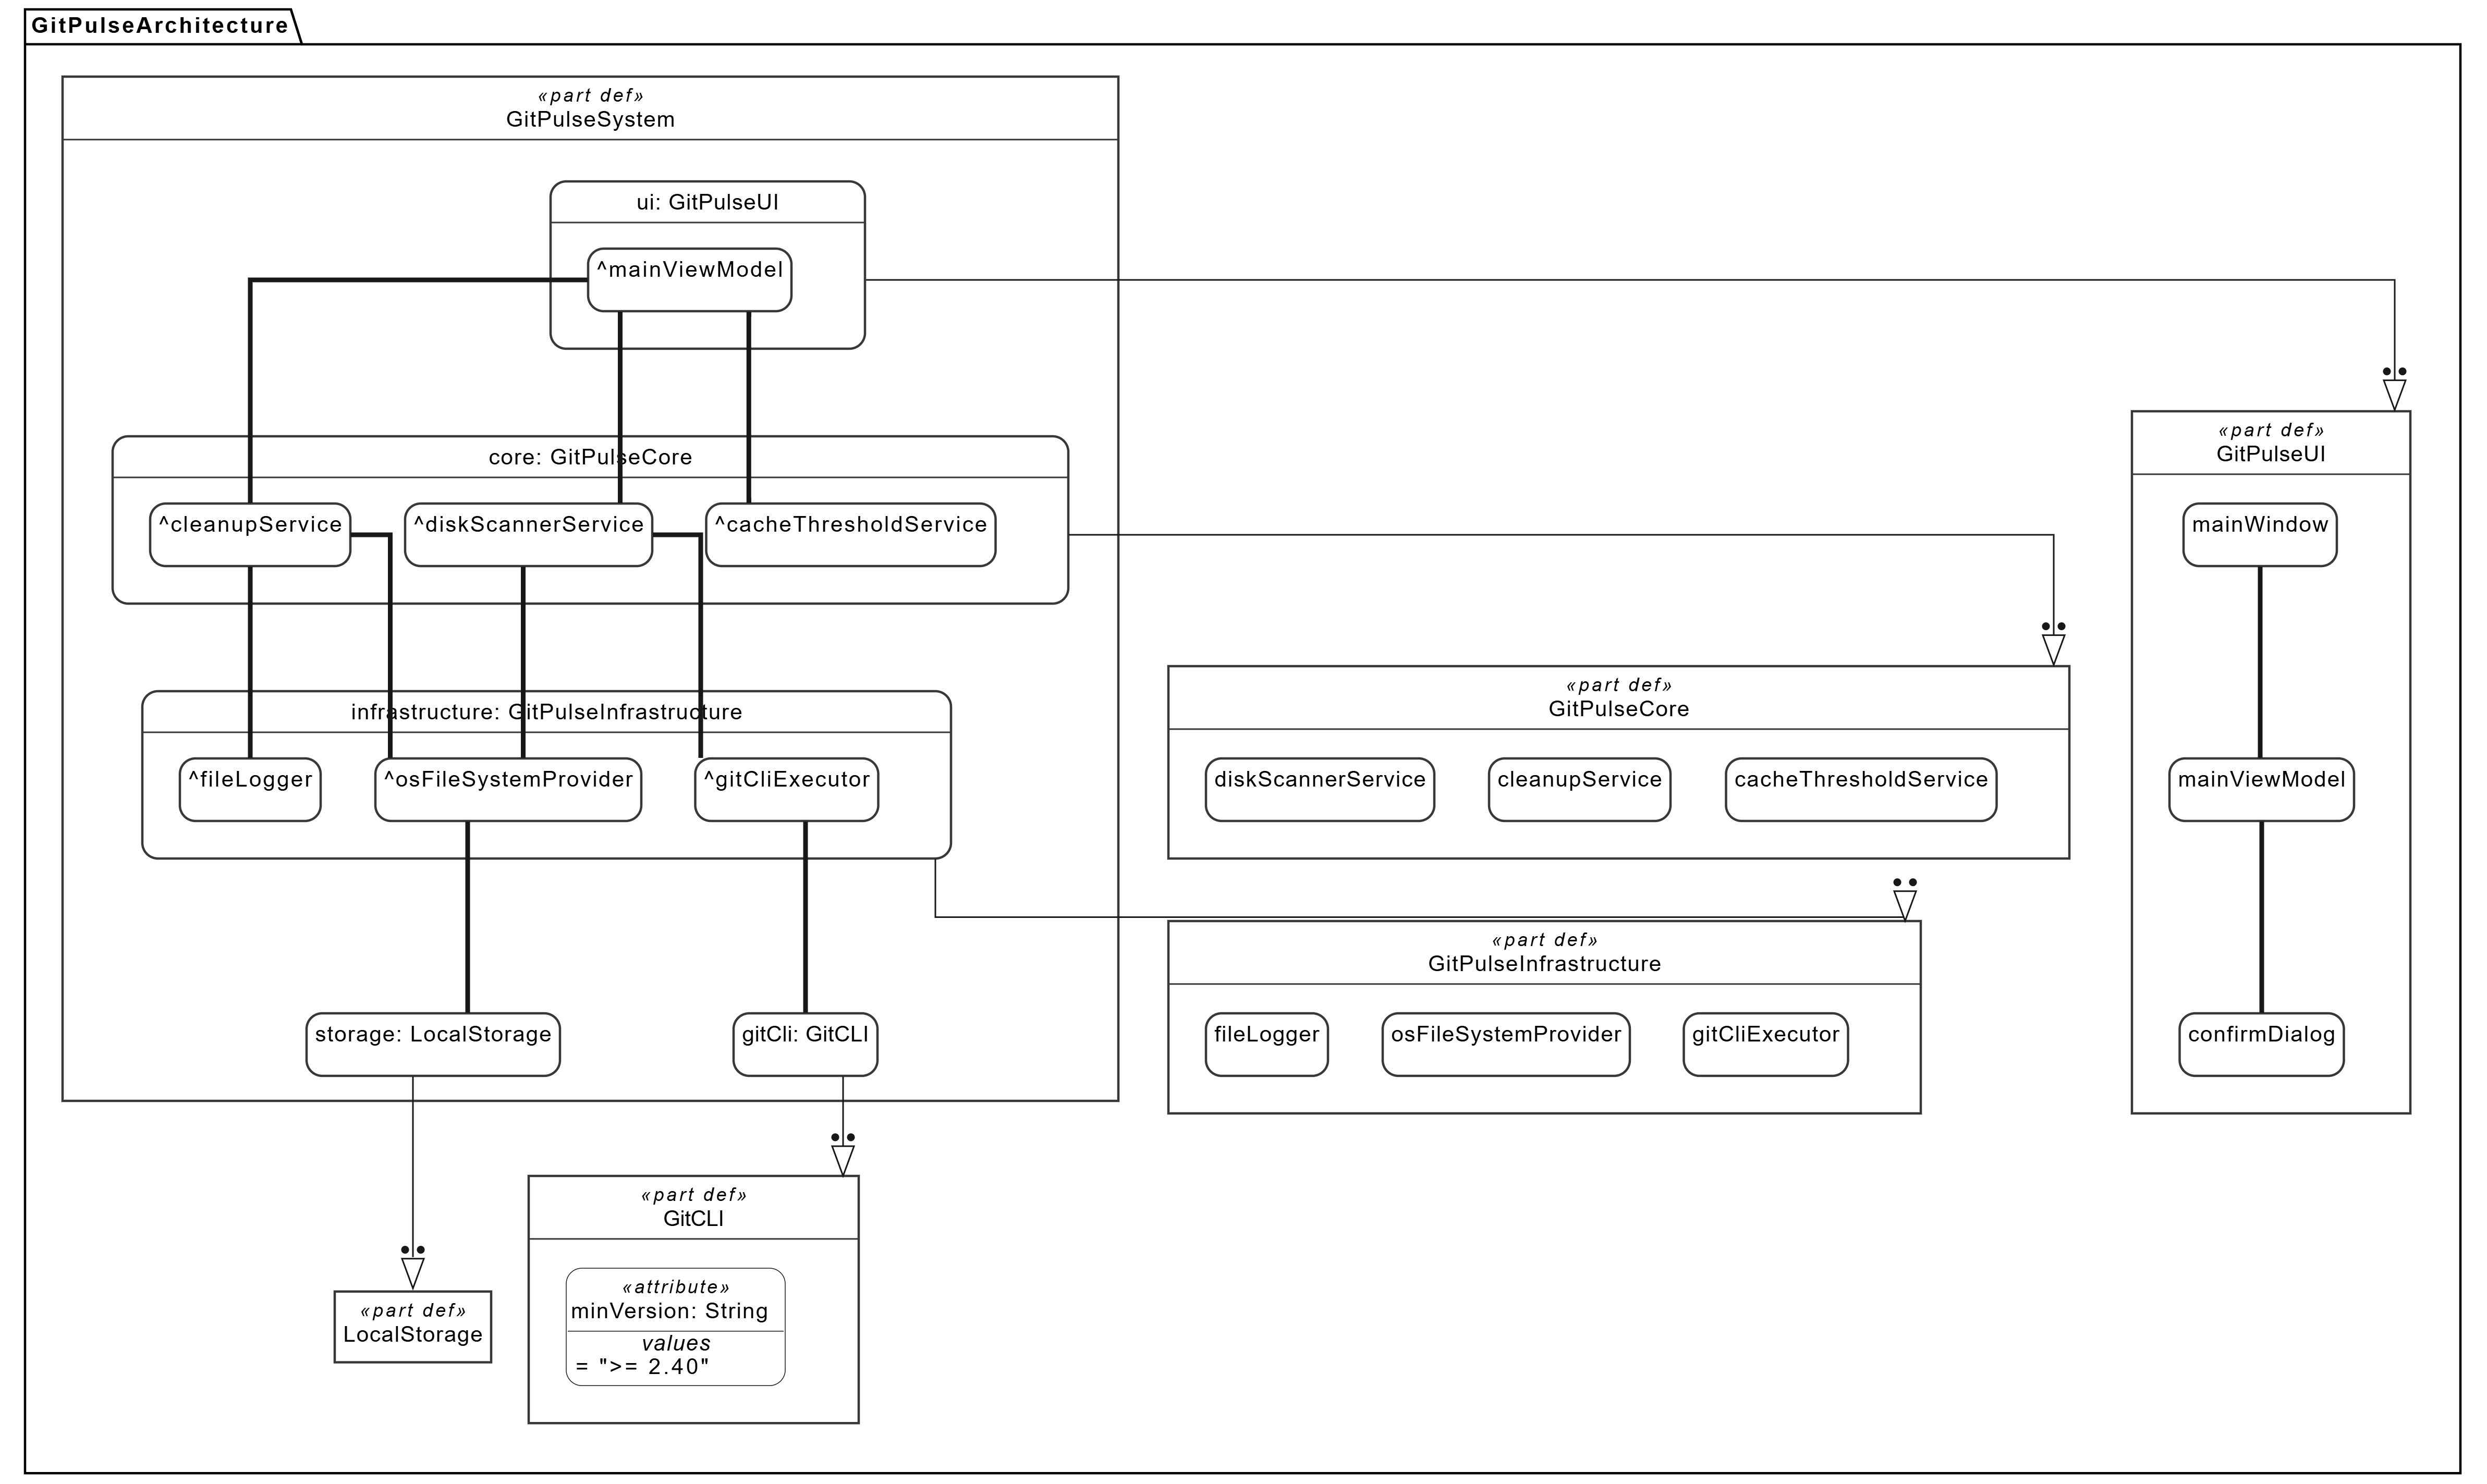 GitPulseArchitecture
«part def»
GitPulseSystem
ui: GitPulseUI
^mainViewModel
core: GitPulseCore
^cleanupService
^diskScannerService
^cacheThresholdService
infrastructure: GitPulseInfrastructure
^fileLogger
^osFileSystemProvider
^gitCliExecutor
storage: LocalStorage
gitCli: GitCLI
«part def»
GitPulseUI
mainWindow
mainViewModel
confirmDialog
«part def»
GitPulseCore
diskScannerService
cleanupService
cacheThresholdService
«part def»
GitPulseInfrastructure
fileLogger
osFileSystemProvider
gitCliExecutor
«part def»
GitCLI
«attribute»
minVersion: String
values
= ">= 2.40"
«part def»
LocalStorage